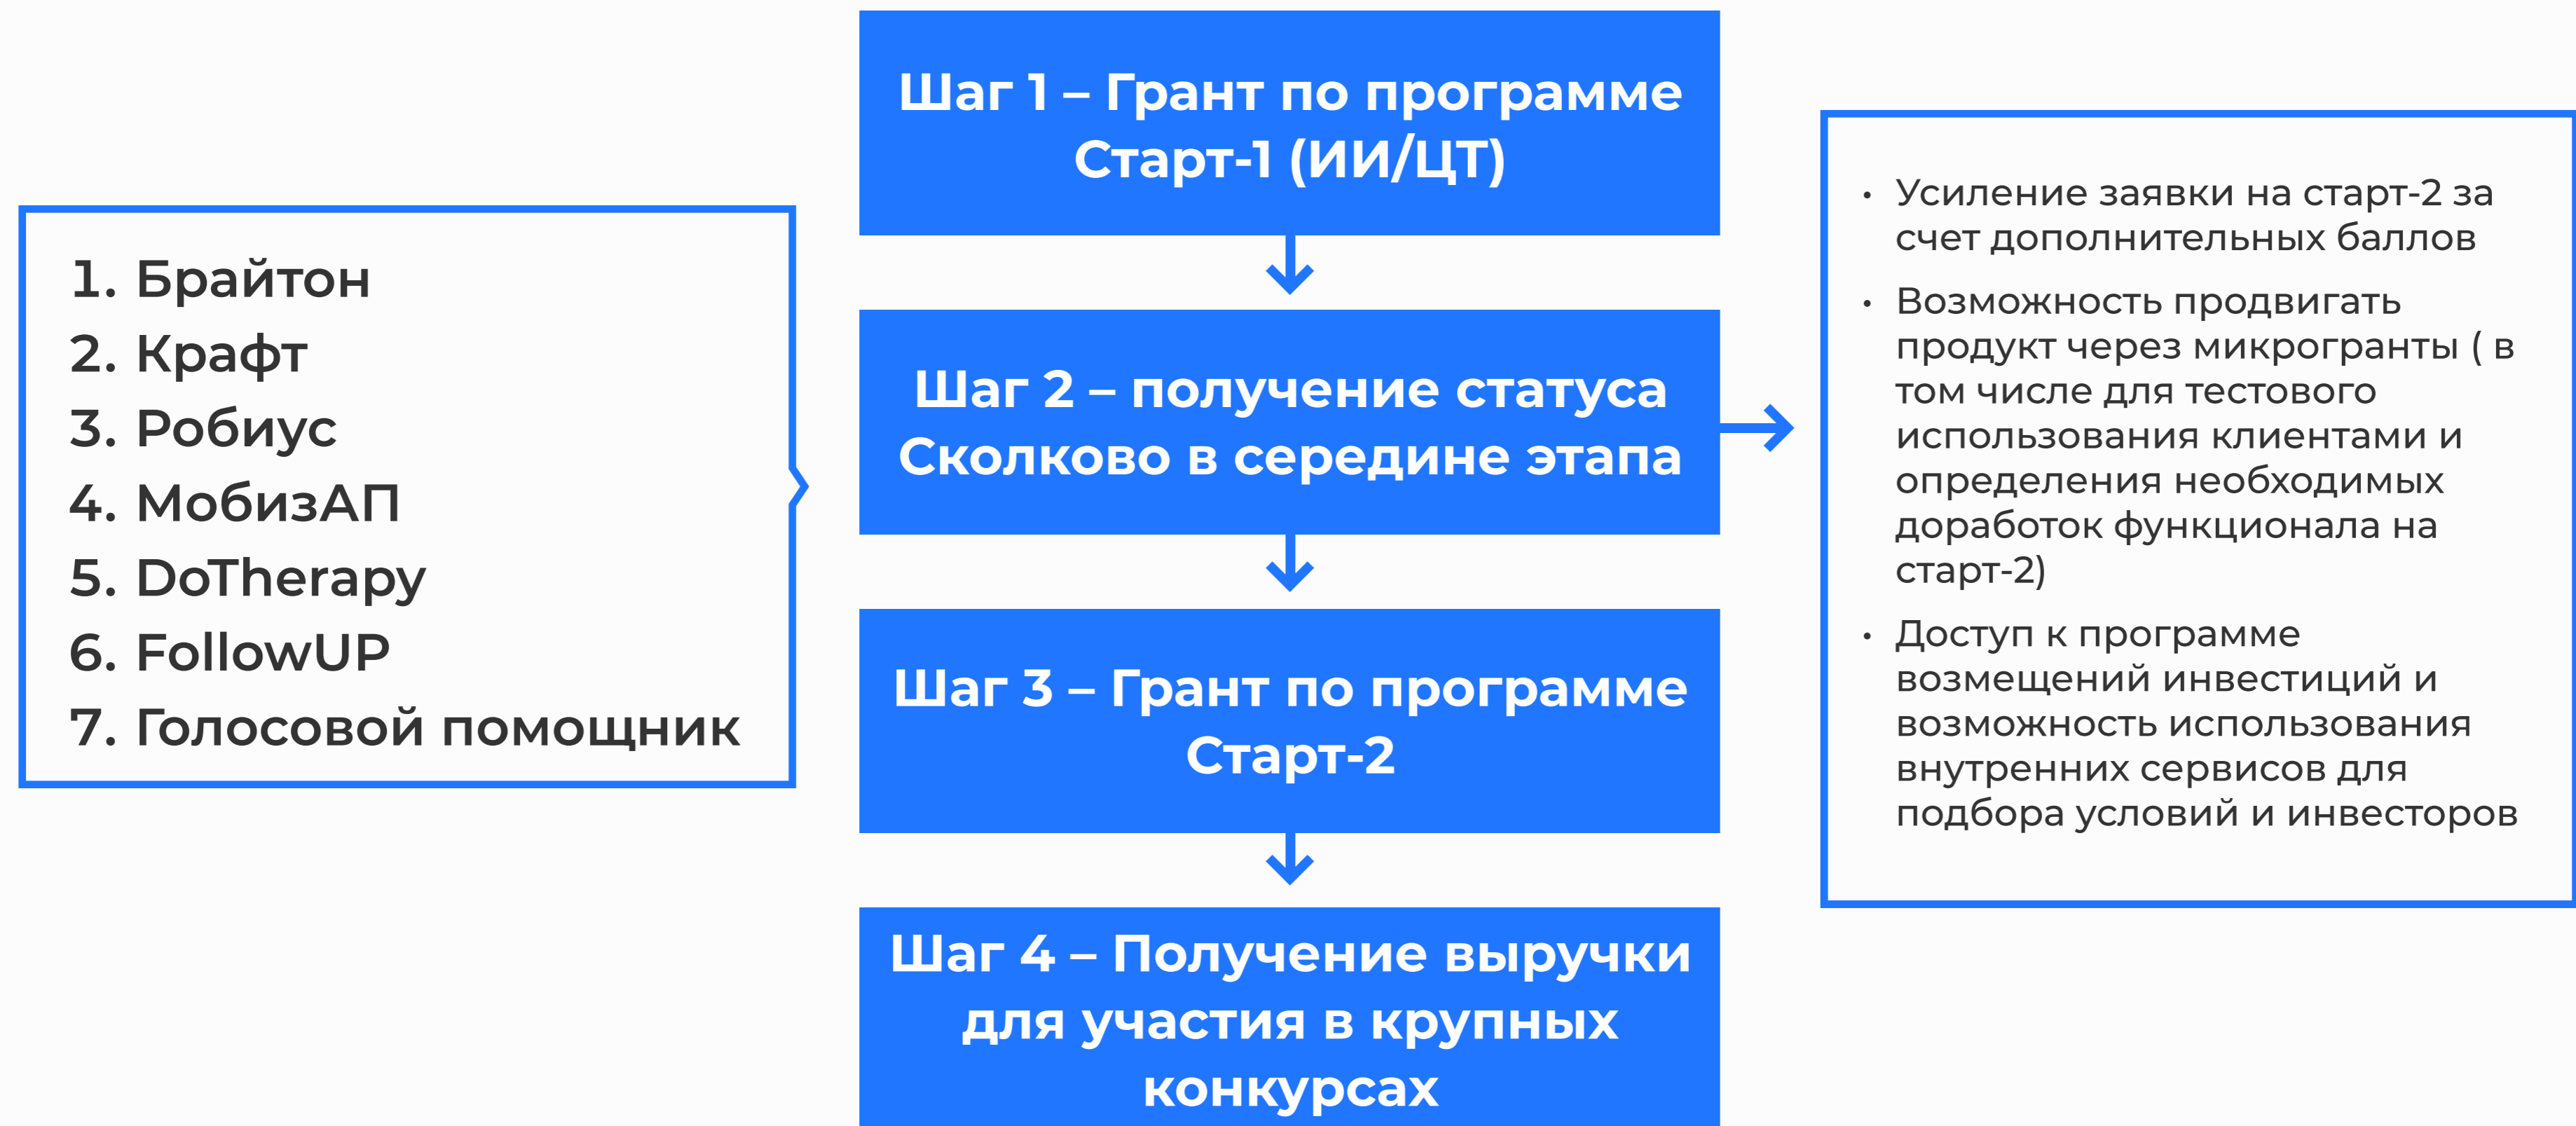 1. Брайтон
2. Крафт
3. Робиус
4. МобизАП
5. DoTherapy
6. FollowUP
7. Голосовой помощник
Шаг 1 – Грант по программе
Старт-1 (ИИ/ЦТ)
Шаг 2 – получение статуса
Сколково в середине этапа
Шаг 3 – Грант по программе
Старт-2
Шаг 4 – Получение выручки
для участия в крупных
конкурсах
• Усиление заявки на старт-2 за
счет дополнительных баллов
• Возможность продвигать
продукт через микрогранты ( в
том числе для тестового
использования клиентами и
определения необходимых
доработок функционала на
старт-2)
• Доступ к программе
возмещений инвестиций и
возможность использования
внутренних сервисов для
подбора условий и инвесторов